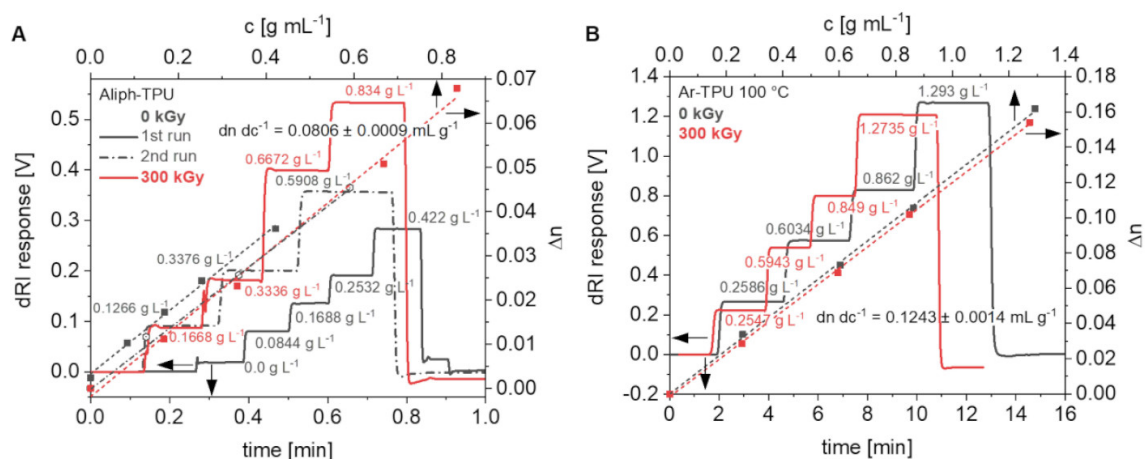 A
c [g mL⁻¹]
0.0 0.2 0.4 0.6 0.8 1.0
Aliph-TPU
0 kGy
1st run
2nd run
300 kGy
0.834 g L⁻¹
dn dc⁻¹ = 0.0806 ± 0.0009 mL g⁻¹
0.6672 g L⁻¹
0.5908 g L⁻¹
0.422 g L⁻¹
0.3376 g L⁻¹
0.1266 g L⁻¹
0.3336 g L⁻¹
0.2532 g L⁻¹
0.1668 g L⁻¹
0.1688 g L⁻¹
0.0844 g L⁻¹
0.0 g L⁻¹
dRI response [V]
0.5
0.4
0.3
0.2
0.1
0.0
Δn
0.07
0.06
0.05
0.04
0.03
0.02
0.01
0.00
0.0 0.2 0.4 0.6 0.8 1.0
time [min]
B
c [g mL⁻¹]
0.0 0.2 0.4 0.6 0.8 1.0 1.2 1.4
Ar-TPU 100 °C
0 kGy
300 kGy
1.293 g L⁻¹
1.2735 g L⁻¹
0.862 g L⁻¹
0.849 g L⁻¹
0.6034 g L⁻¹
0.5943 g L⁻¹
0.2586 g L⁻¹
0.2547 g L⁻¹
dn dc⁻¹ = 0.1243 ± 0.0014 mL g⁻¹
dRI response [V]
1.4
1.2
1.0
0.8
0.6
0.4
0.2
0.0
-0.2
Δn
0.18
0.16
0.14
0.12
0.10
0.08
0.06
0.04
0.02
0.00
0 2 4 6 8 10 12 14 16
time [min]